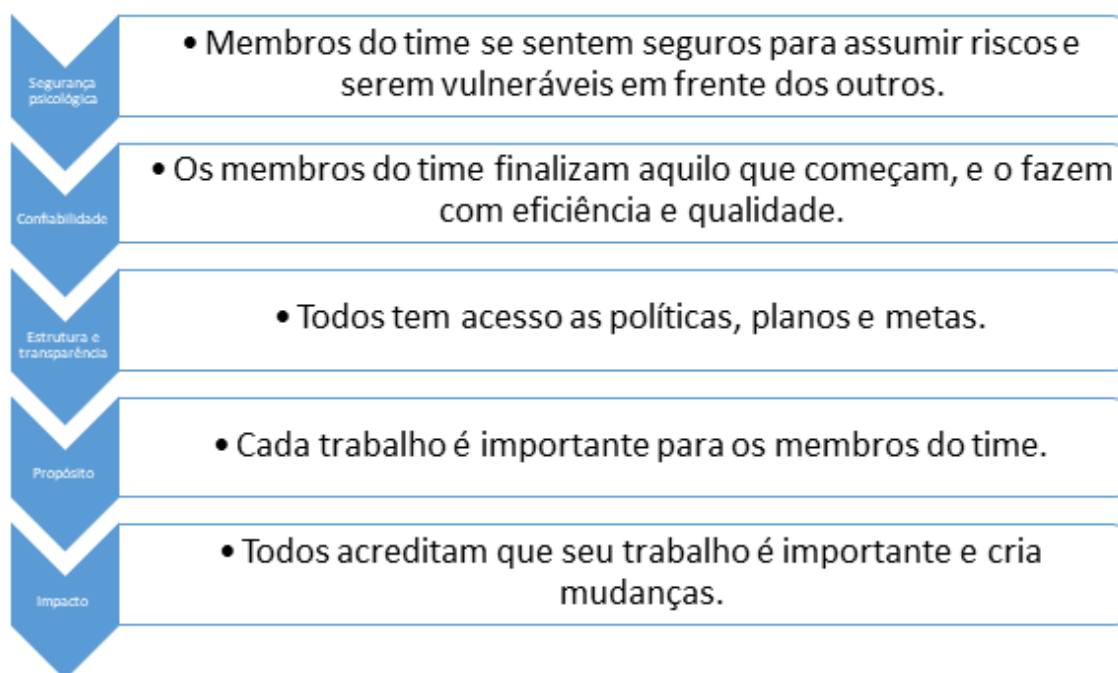 Segurança
psicológica
• Membros do time se sentem seguros para assumir riscos e
serem vulneráveis em frente dos outros.
Confiabilidade
• Os membros do time finalizam aquilo que começam, e o fazem
com eficiência e qualidade.
Estrutura e
transparência
• Todos tem acesso as políticas, planos e metas.
Propósito
• Cada trabalho é importante para os membros do time.
Impacto
• Todos acreditam que seu trabalho é importante e cria
mudanças.